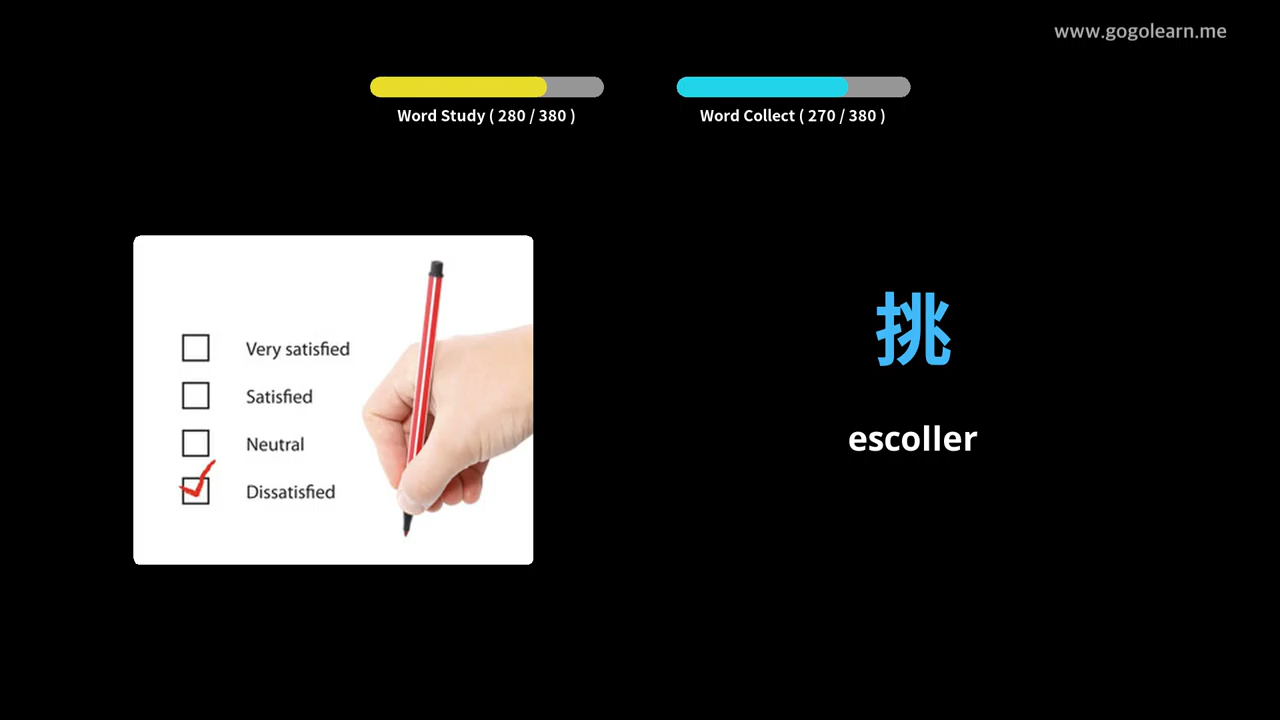 www.gogolearn.me
Word Study ( 280 / 380 )
Word Collect ( 270 / 380 )
Very satisfied
Satisfied
Neutral
Dissatisfied
挑
escoller